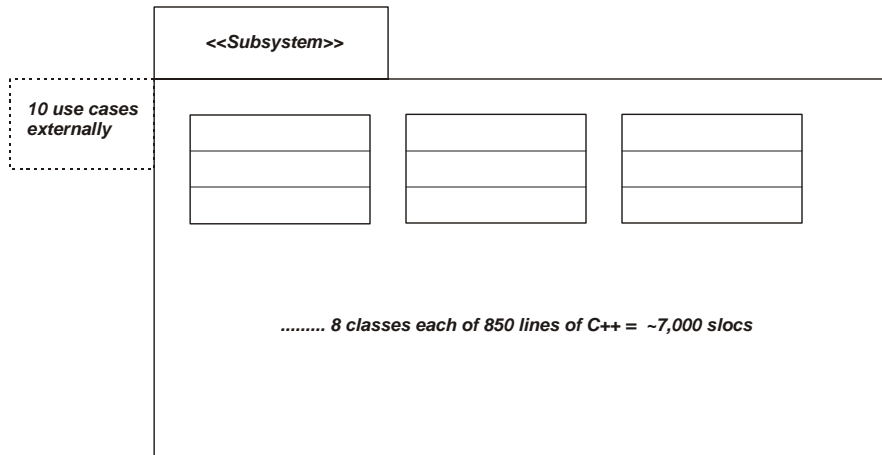 <<Subsystem>>
10 use cases
externally
......... 8 classes each of 850 lines of C++ = ~7,000 slocs